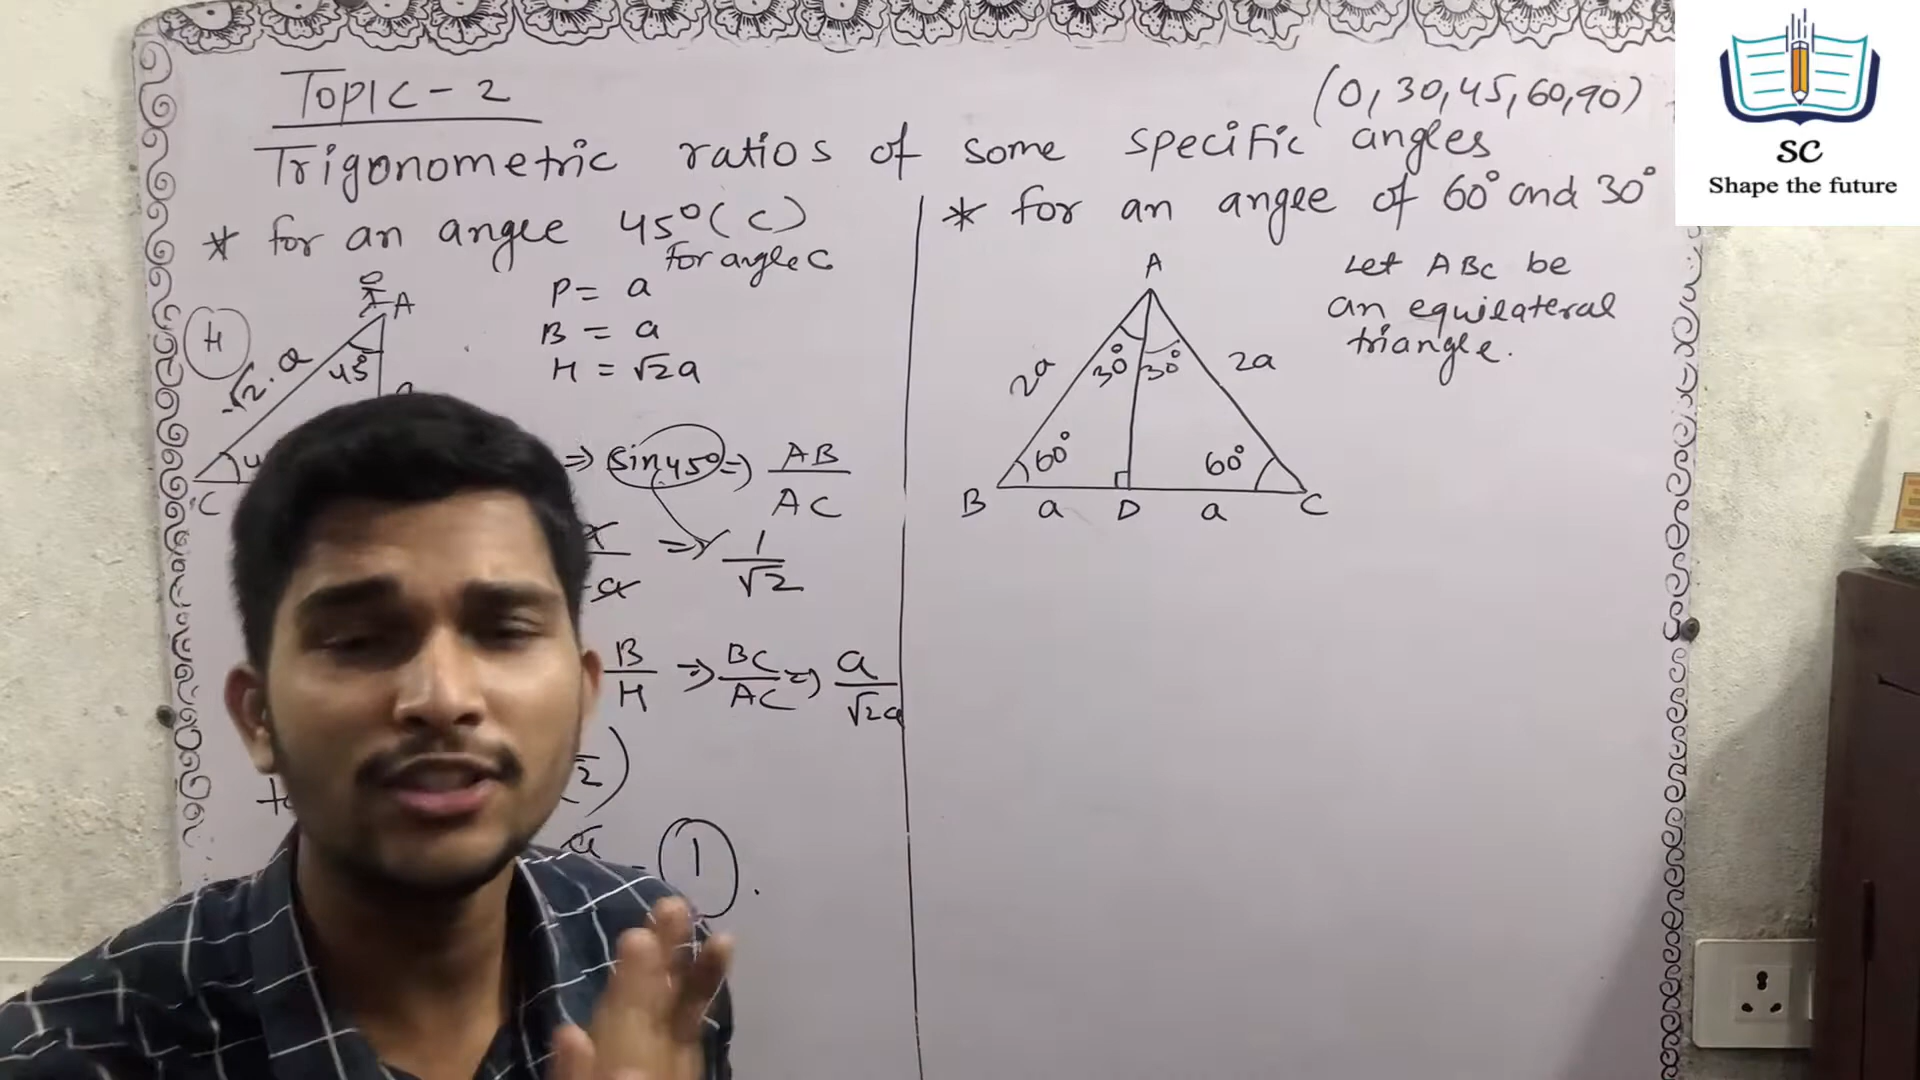 TOPIC - 2
(0, 30, 45, 60, 90)
Trigonometric ratios of some specific angles
* for an angle 45° (C)
for angle C
P = a
B = a
H = √2a
H
A
√2 . a
45°
C
⇒ sin 45° ⇒ AB / AC
⇒ 1 / √2
B / H ⇒ BC / AC ⇒ a / √2a
1 .
* for an angle of 60° and 30°
Let ABC be
an equilateral
triangle.
A
2a
30° 30°
2a
60°
60°
B a D a C
SC
Shape the future